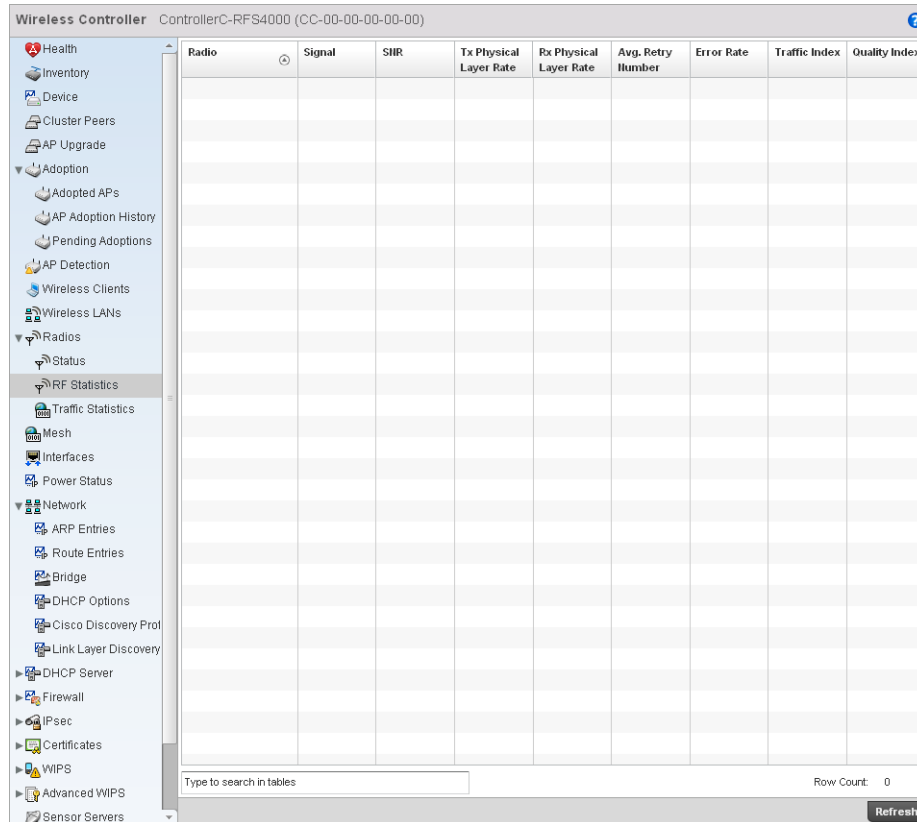 Wireless Controller ControllerC-RFS4000 (CC-00-00-00-00-00)
?
Health
Inventory
Device
Cluster Peers
AP Upgrade
Adoption
Adopted APs
AP Adoption History
Pending Adoptions
AP Detection
Wireless Clients
Wireless LANs
Radios
Status
RF Statistics
Traffic Statistics
Mesh
Interfaces
Power Status
Network
ARP Entries
Route Entries
Bridge
DHCP Options
Cisco Discovery Prot
Link Layer Discovery
DHCP Server
Firewall
IPsec
Certificates
WIPS
Advanced WIPS
Sensor Servers
Radio
Signal
SNR
Tx Physical
Layer Rate
Rx Physical
Layer Rate
Avg. Retry
Number
Error Rate
Traffic Index
Quality Index
Type to search in tables
Row Count: 0
Refresh